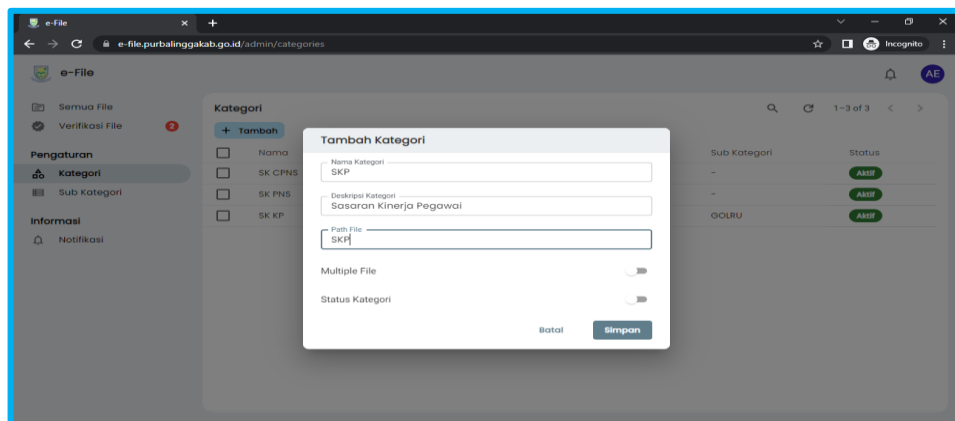 e-File
e-file.purbalinggakab.go.id/admin/categories
Incognito
e-File
AE
Semua File
Verifikasi File
2
Pengaturan
Kategori
Sub Kategori
Informasi
Notifikasi
Kategori
1-3 of 3
+ Tambah
Nama
Sub Kategori
Status
SK CPNS
-
Aktif
SK PNS
-
Aktif
SK KP
GOLRU
Aktif
Tambah Kategori
Nama Kategori
SKP
Deskripsi Kategori
Sasaran Kinerja Pegawai
Path File
SKP
Multiple File
Status Kategori
Batal
Simpan